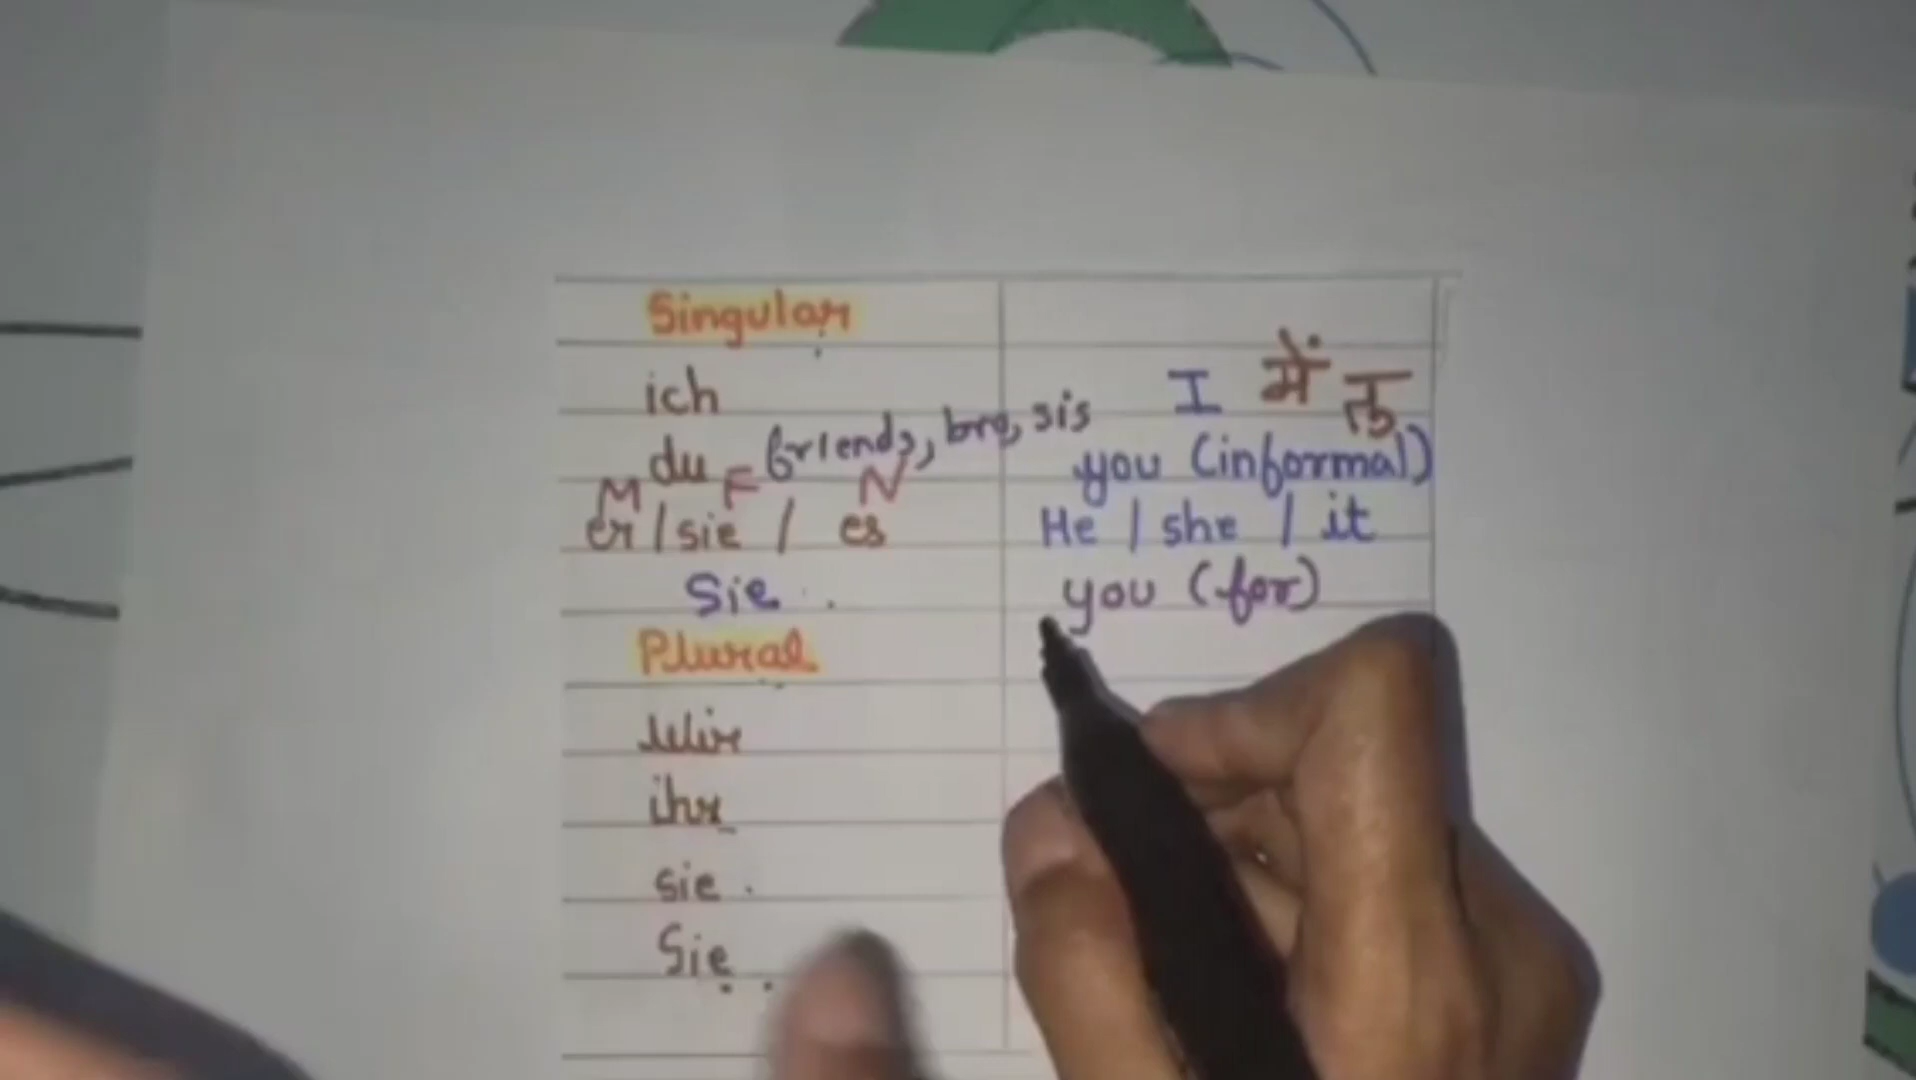 Singular
ich I में
du friends, bro, sis you (informal)
M F N
er / sie / es He / she / it
Sie you (for)
Plural
Wir
ihr
sie
Sie